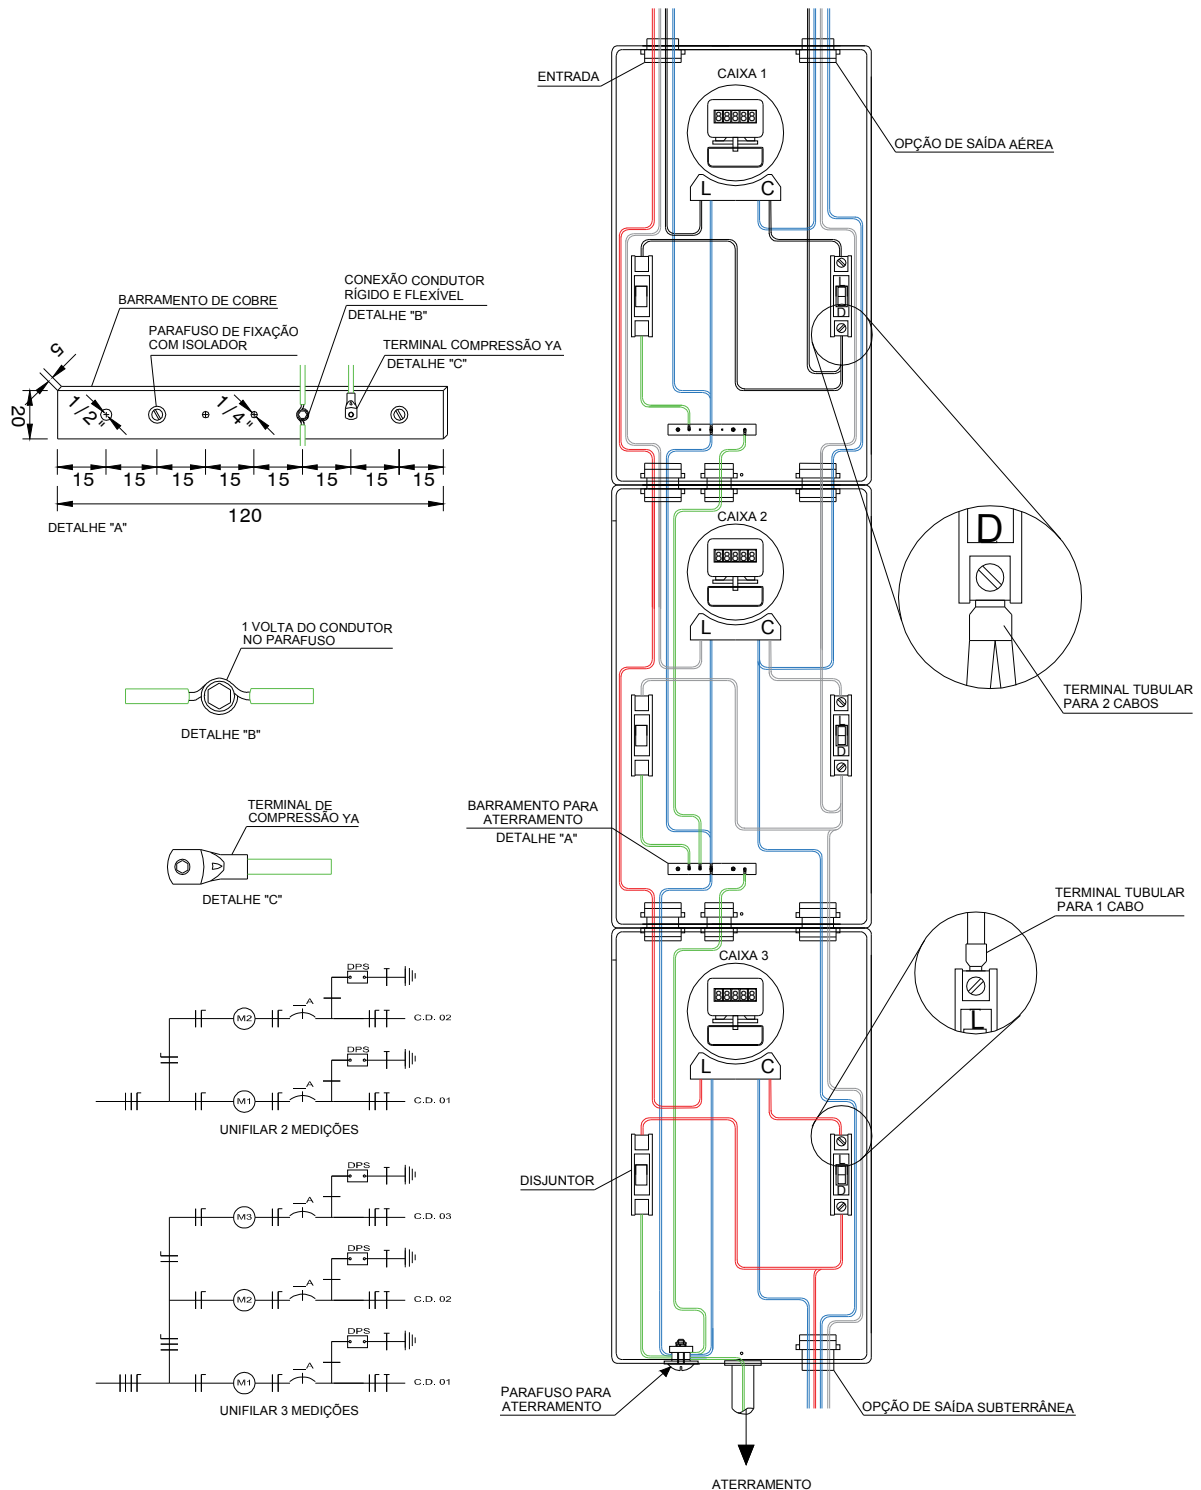 CAIXA 1
ENTRADA
88888
OPÇÃO DE SAÍDA AÉREA
L C
CONEXÃO CONDUTOR
RÍGIDO E FLEXÍVEL
DETALHE "B"
BARRAMENTO DE COBRE
PARAFUSO DE FIXAÇÃO
COM ISOLADOR
TERMINAL COMPRESSÃO YA
DETALHE "C"
L
D
5
20
1/2"
1/4"
15 15 15 15 15 15 15 15
120
DETALHE "A"
CAIXA 2
88888
D
L C
1 VOLTA DO CONDUTOR
NO PARAFUSO
DETALHE "B"
TERMINAL TUBULAR
PARA 2 CABOS
L
D
TERMINAL DE
COMPRESSÃO YA
DETALHE "C"
BARRAMENTO PARA
ATERRAMENTO
DETALHE "A"
TERMINAL TUBULAR
PARA 1 CABO
L
CAIXA 3
88888
L C
DPS
A
M2
C.D. 02
DPS
A
M1
C.D. 01
UNIFILAR 2 MEDIÇÕES
DISJUNTOR
L
D
DPS
A
M3
C.D. 03
DPS
A
M2
C.D. 02
DPS
A
M1
C.D. 01
UNIFILAR 3 MEDIÇÕES
PARAFUSO PARA
ATERRAMENTO
OPÇÃO DE SAÍDA SUBTERRÂNEA
ATERRAMENTO